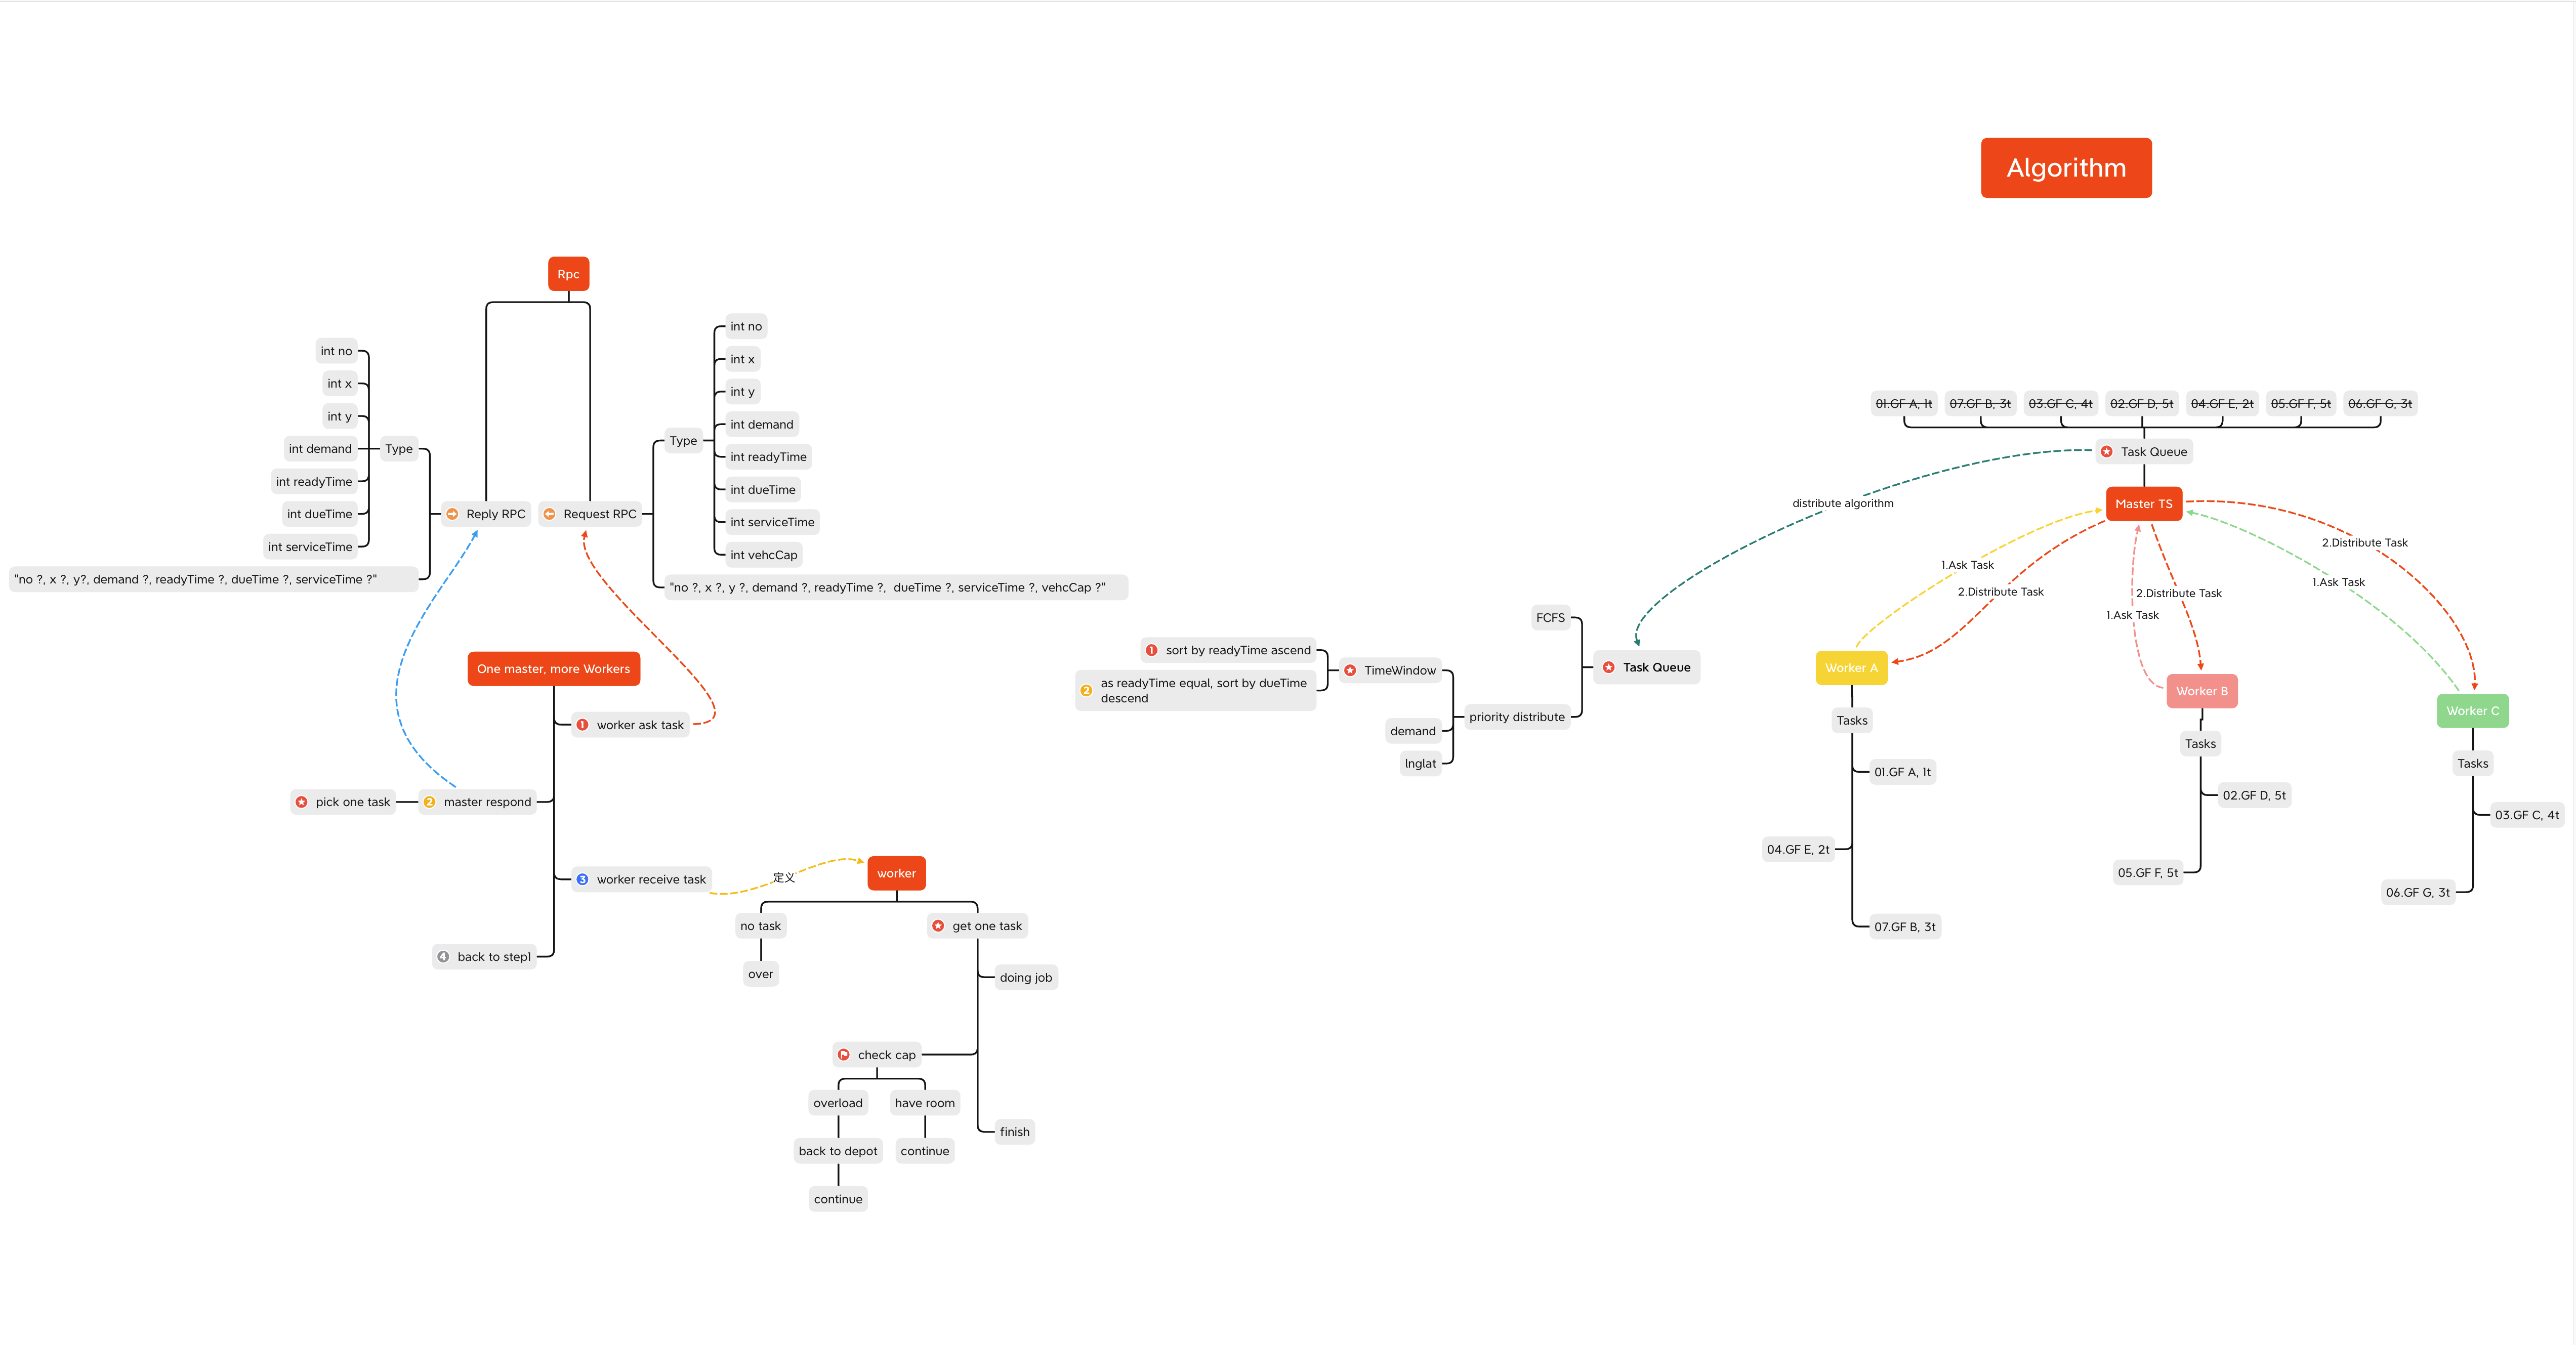 Algorithm
Rpc
int no
int x
int y
int demand
int readyTime
int dueTime
int serviceTime
Type
"no ?, x ?, y?, demand ?, readyTime ?, dueTime ?, serviceTime ?"
Reply RPC
Request RPC
Type
int no
int x
int y
int demand
int readyTime
int dueTime
int serviceTime
int vehcCap
"no ?, x ?, y ?, demand ?, readyTime ?,  dueTime ?, serviceTime ?, vehcCap ?"
One master, more Workers
1 worker ask task
pick one task
2 master respond
3 worker receive task
4 back to step1
定义
worker
no task
over
get one task
doing job
check cap
overload
have room
back to depot
continue
continue
finish
distribute algorithm
Task Queue
FCFS
priority distribute
TimeWindow
1 sort by readyTime ascend
2 as readyTime equal, sort by dueTime
descend
demand
lnglat
01.GF A, 1t
07.GF B, 3t
03.GF C, 4t
02.GF D, 5t
04.GF E, 2t
05.GF F, 5t
06.GF G, 3t
Task Queue
Master TS
1.Ask Task
2.Distribute Task
2.Distribute Task
1.Ask Task
2.Distribute Task
1.Ask Task
Worker A
Tasks
01.GF A, 1t
04.GF E, 2t
07.GF B, 3t
Worker B
Tasks
02.GF D, 5t
05.GF F, 5t
Worker C
Tasks
03.GF C, 4t
06.GF G, 3t